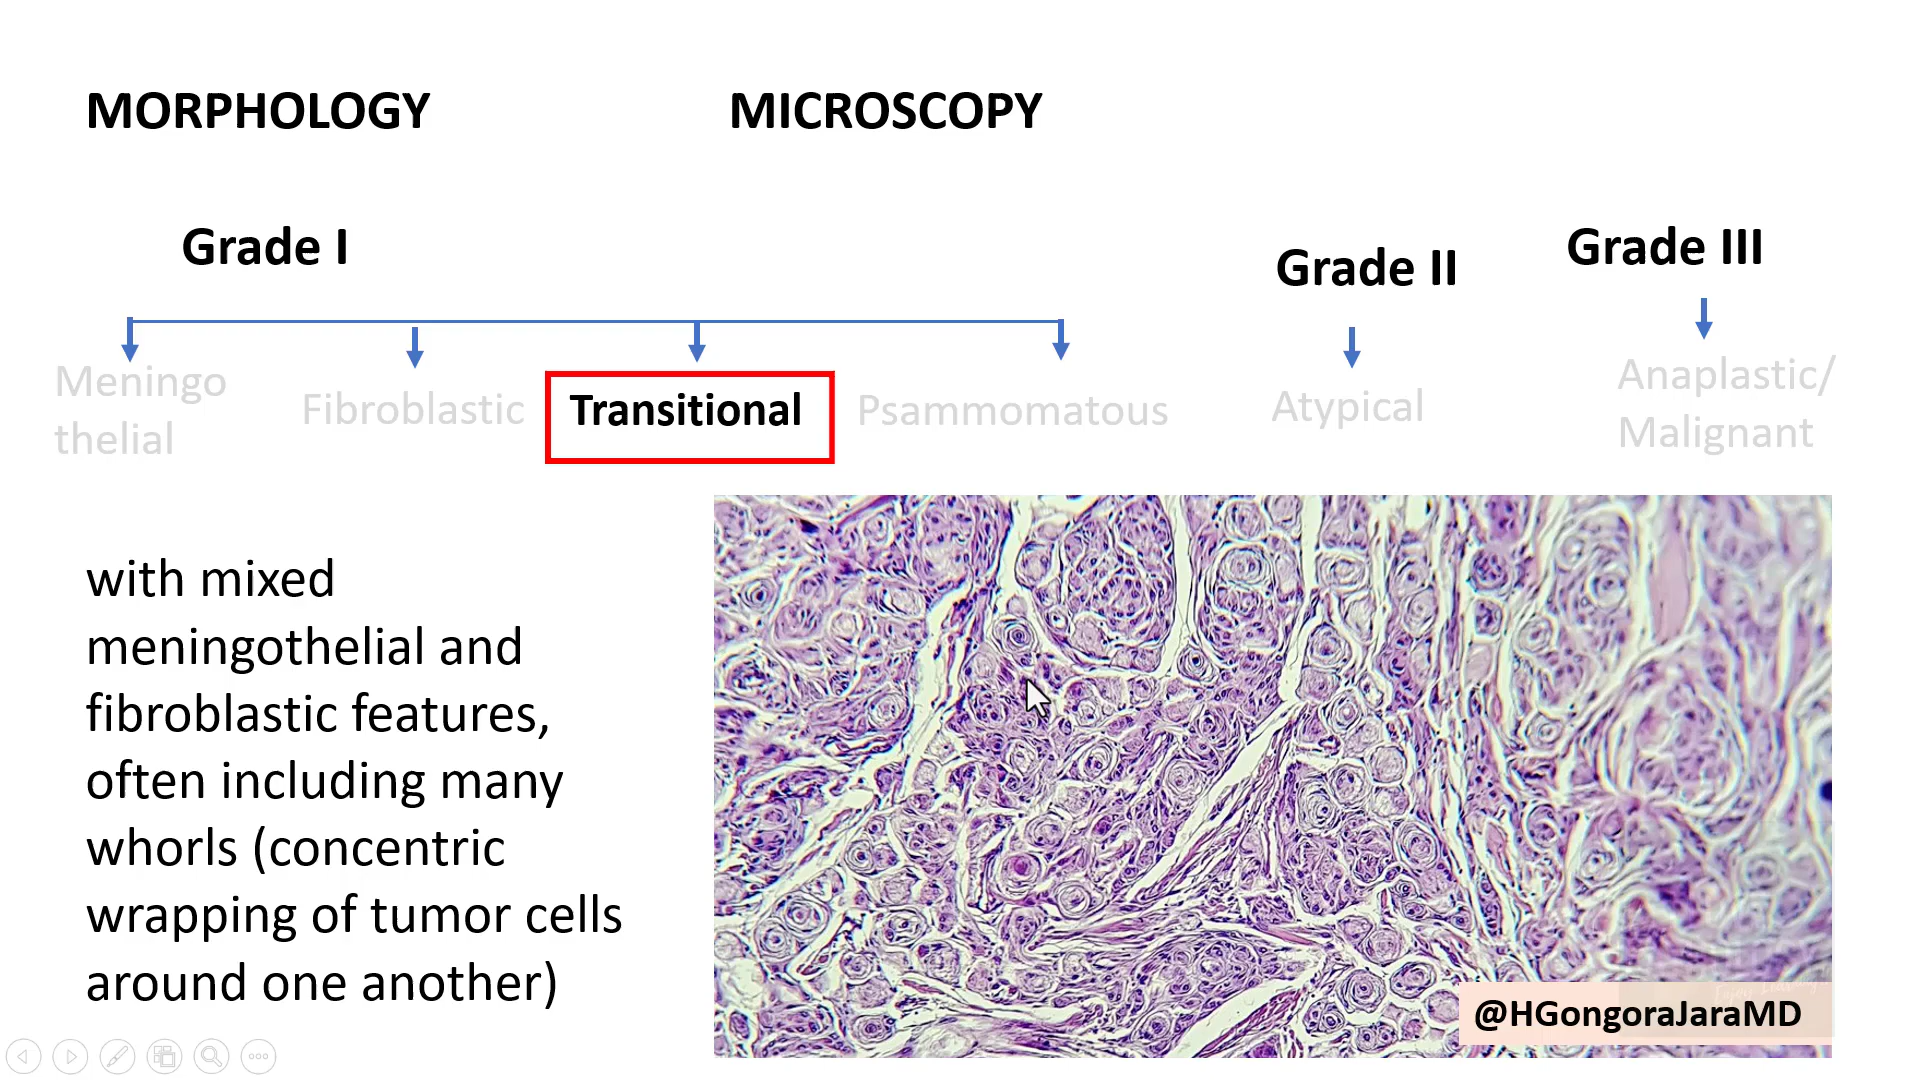 MORPHOLOGY
MICROSCOPY
Grade I
Grade II
Grade III
Meningo
thelial
Fibroblastic
Transitional
Psammomatous
Atypical
Anaplastic/
Malignant
with mixed
meningothelial and
fibroblastic features,
often including many
whorls (concentric
wrapping of tumor cells
around one another)
@HGongoraJaraMD